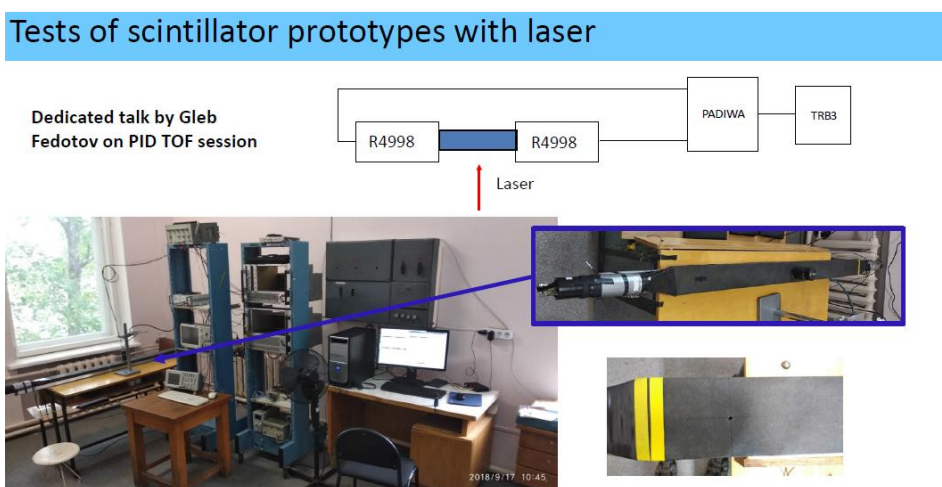 Tests of scintillator prototypes with laser
Dedicated talk by Gleb
Fedotov on PID TOF session
R4998
R4998
PADIWA
TRB3
Laser
2018/9/17 10:45